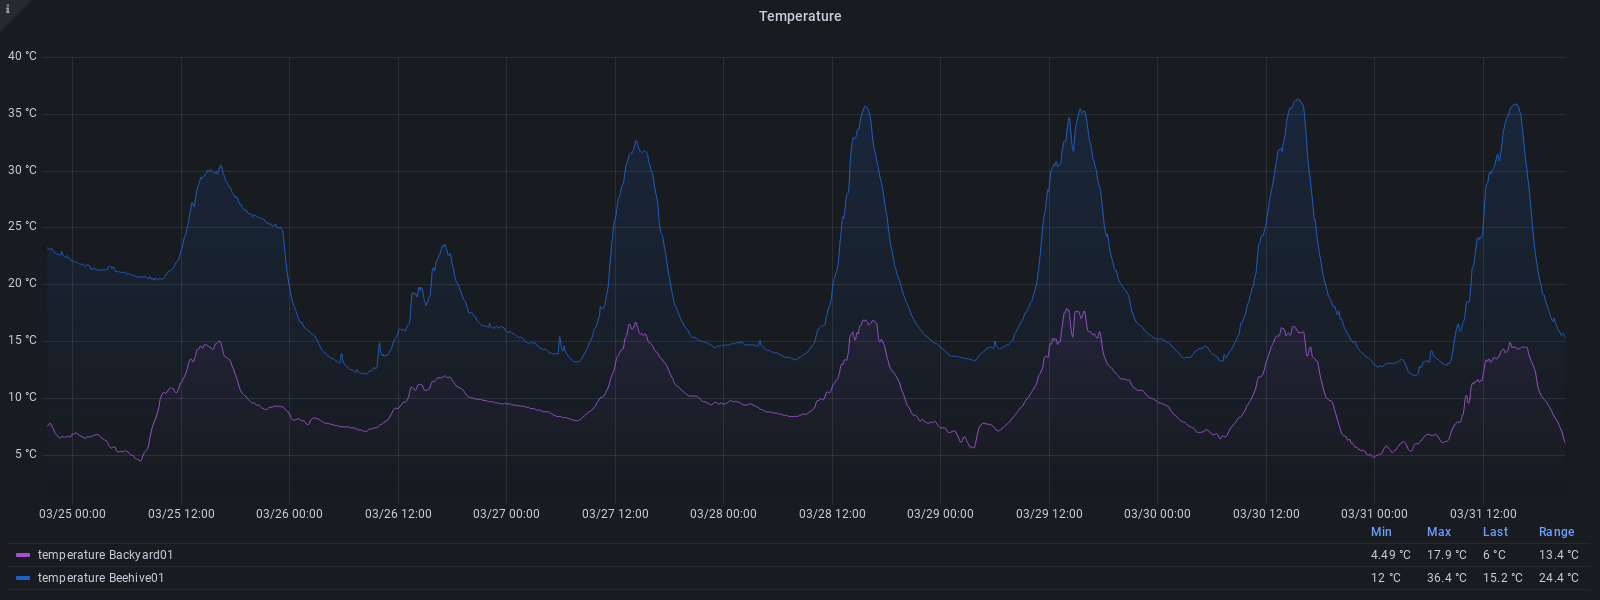 i
Temperature
40 °C
35 °C
30 °C
25 °C
20 °C
15 °C
10 °C
5 °C
03/25 00:00 03/25 12:00 03/26 00:00 03/26 12:00 03/27 00:00 03/27 12:00 03/28 00:00 03/28 12:00 03/29 00:00 03/29 12:00 03/30 00:00 03/30 12:00 03/31 00:00 03/31 12:00
Min Max Last Range
temperature Backyard01 4.49 °C 17.9 °C 6 °C 13.4 °C
temperature Beehive01 12 °C 36.4 °C 15.2 °C 24.4 °C